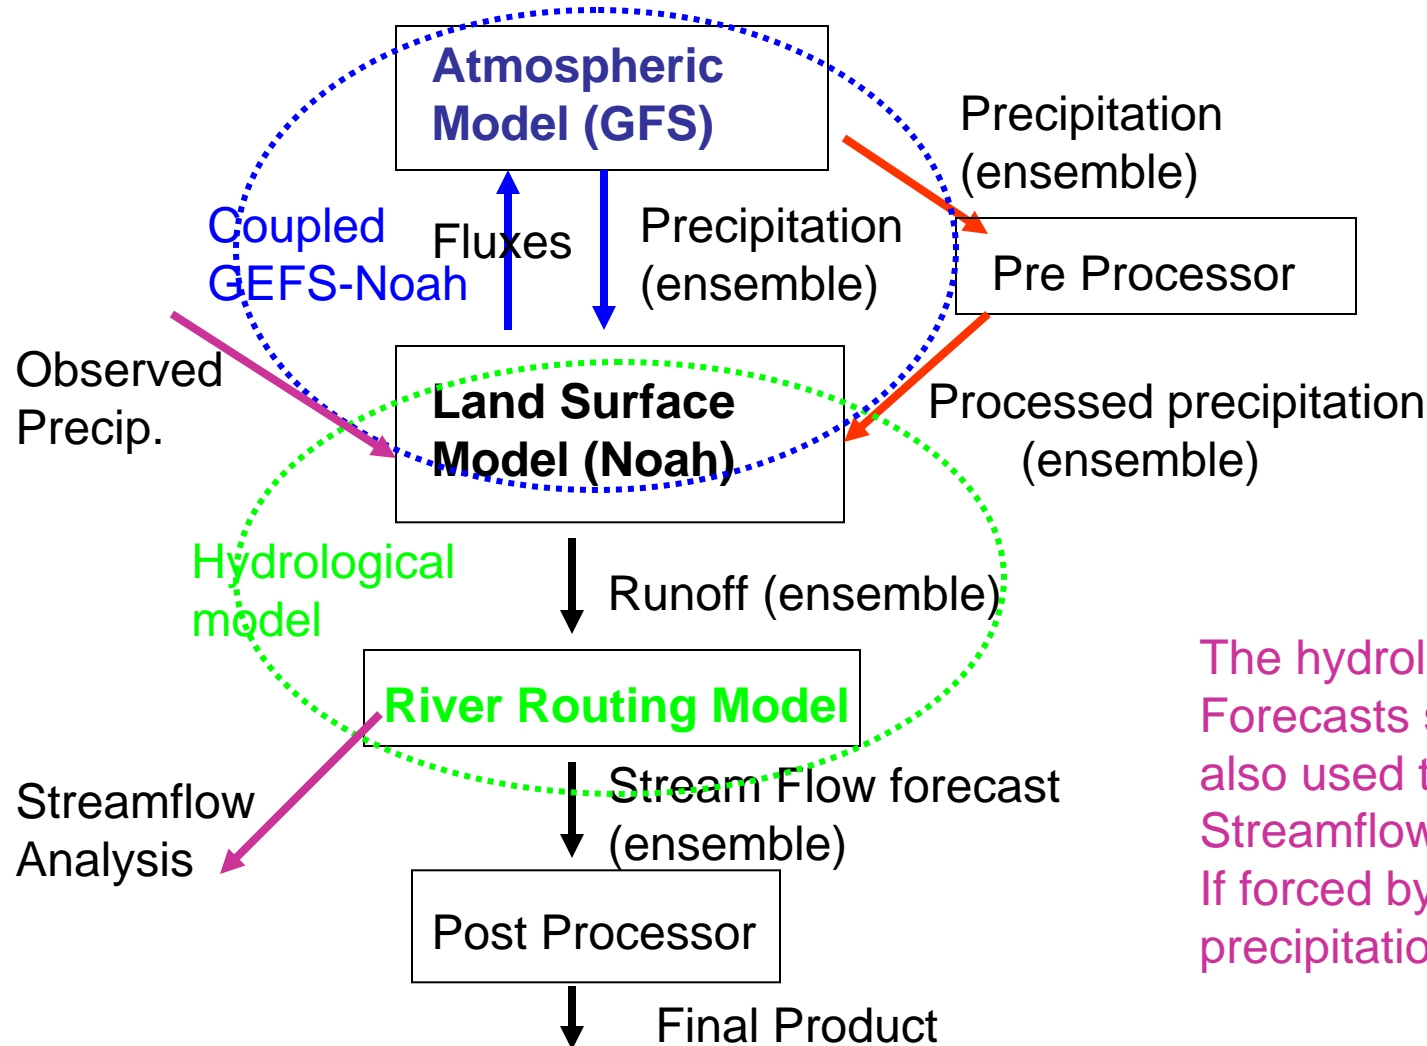 Atmospheric
Model (GFS)
Precipitation
(ensemble)
Coupled
GEFS-Noah
Fluxes
Precipitation
(ensemble)
Pre Processor
Observed
Precip.
Land Surface
Model (Noah)
Processed precipitation
(ensemble)
Hydrological
model
Runoff (ensemble)
River Routing Model
The hydrol
Forecasts s
also used t
Streamflow
If forced by
precipitatio
Streamflow
Analysis
Stream Flow forecast
(ensemble)
Post Processor
Final Product